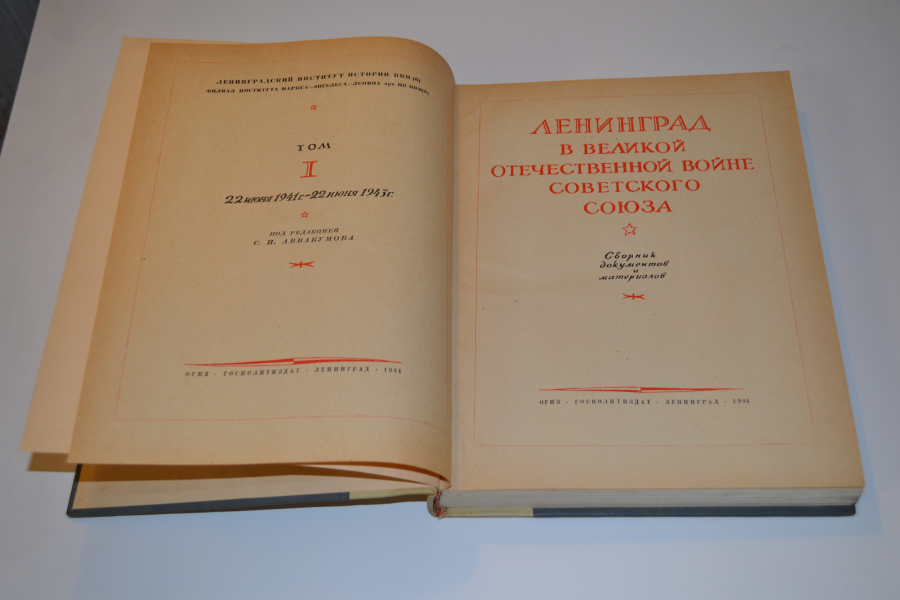 ЛЕНИНГРАДСКИЙ ИНСТИТУТ ИСТОРИИ ВКП(б)
ФИЛИАЛ ИНСТИТУТА МАРКСА—ЭНГЕЛЬСА—ЛЕНИНА при ЦК ВКП(б)
ТОМ
I
22 июня 1941 г.—22 июня 1943 г.
ПОД РЕДАКЦИЕЙ
С. И. АВВАКУМОВА
ОГИЗ · ГОСПОЛИТИЗДАТ · ЛЕНИНГРАД · 1944
ЛЕНИНГРАД
В ВЕЛИКОЙ
ОТЕЧЕСТВЕННОЙ ВОЙНЕ
СОВЕТСКОГО
СОЮЗА
Сборник
документов
и
материалов
ОГИЗ · ГОСПОЛИТИЗДАТ · ЛЕНИНГРАД · 1944